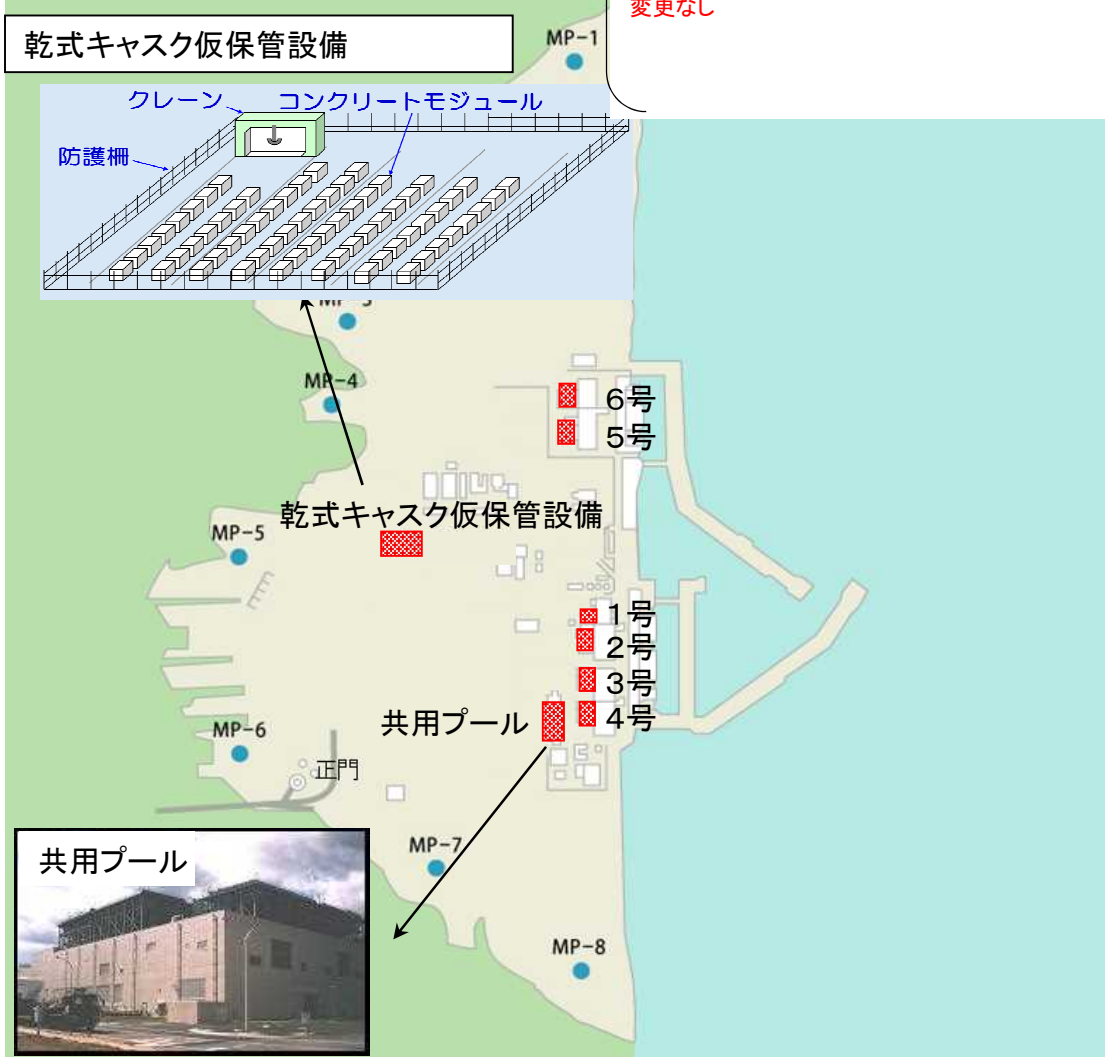 変更なし
乾式キャスク仮保管設備
MP-1
クレーン
コンクリートモジュール
防護柵
MP-3
MP-4
6号
5号
乾式キャスク仮保管設備
MP-5
1号
2号
3号
共用プール
4号
MP-6
正門
MP-7
共用プール
MP-8